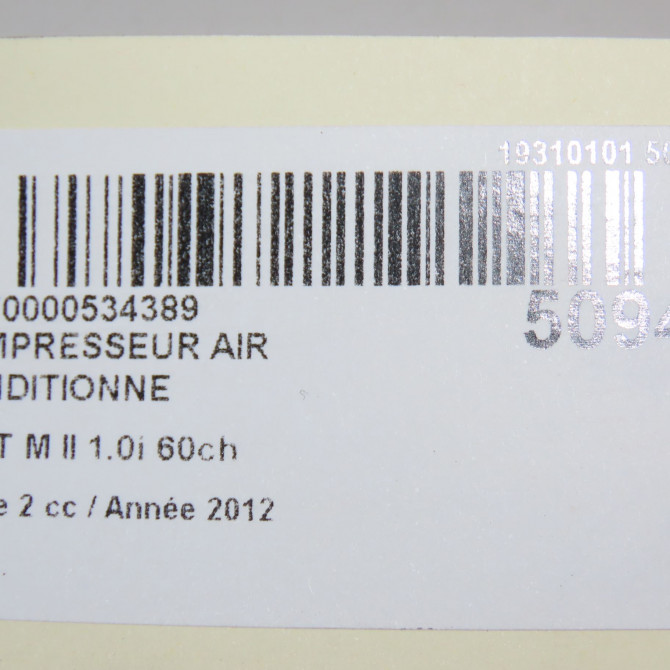 19310101 50
0000534389
5094
MPRESSEUR AIR
NDITIONNE
T M II 1.0i 60ch
e 2 cc / Année 2012